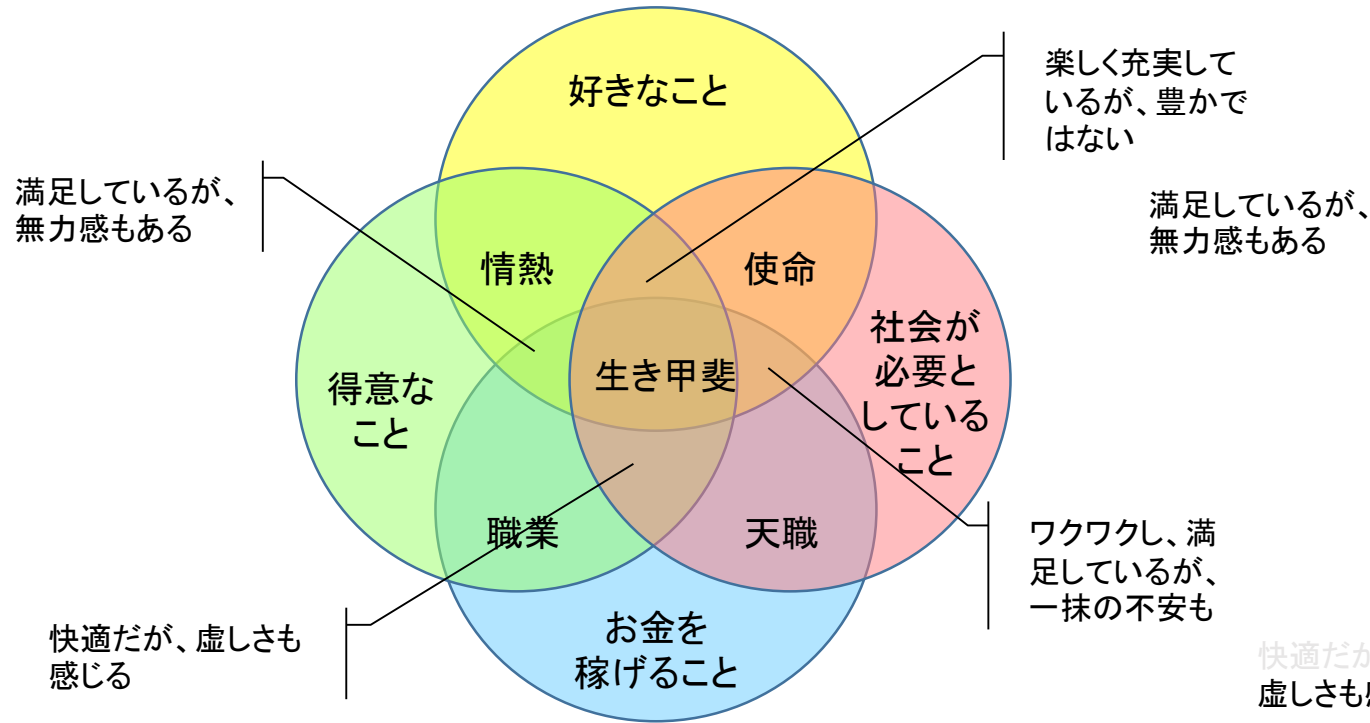 好きなこと
楽しく充実して
いるが、豊かで
はない
満足しているが、
無力感もある
満足しているが、
無力感もある
情熱
使命
社会が
必要と
している
こと
生き甲斐
得意な
こと
職業
天職
ワクワクし、満
足しているが、
一抹の不安も
お金を
稼げること
快適だが、虚しさも
感じる
快適だが
虚しさも感